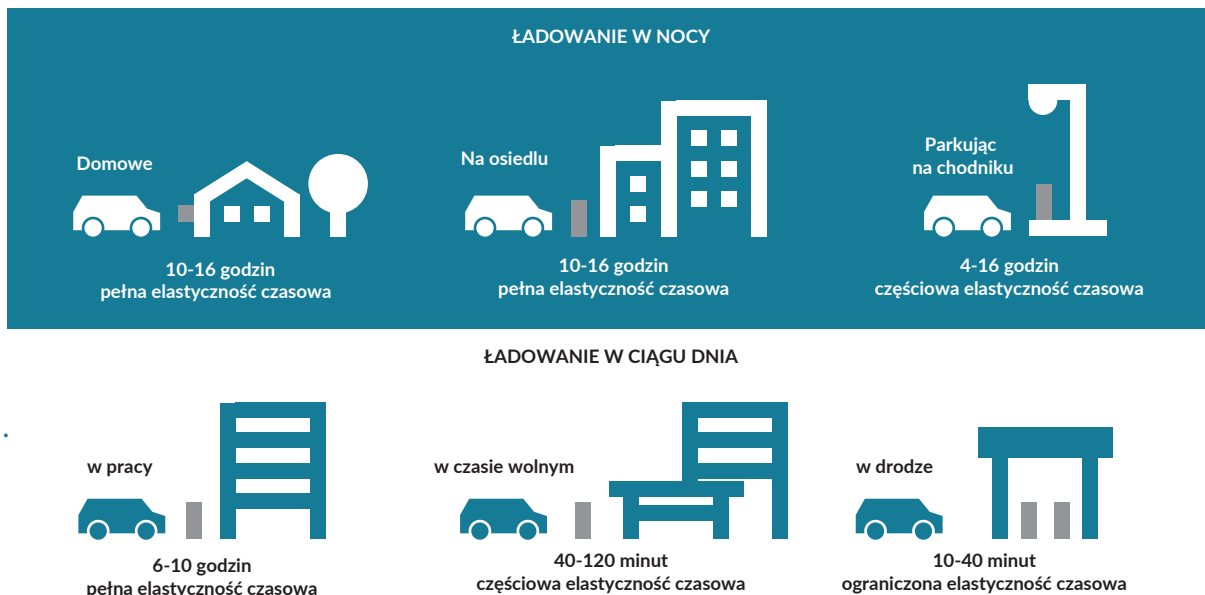 ŁADOWANIE W NOCY
Domowe
10-16 godzin
pełna elastyczność czasowa
Na osiedlu
10-16 godzin
pełna elastyczność czasowa
Parkując
na chodniku
4-16 godzin
częściowa elastyczność czasowa
ŁADOWANIE W CIĄGU DNIA
w pracy
6-10 godzin
pełna elastyczność czasowa
w czasie wolnym
40-120 minut
częściowa elastyczność czasowa
w drodze
10-40 minut
ograniczona elastyczność czasowa